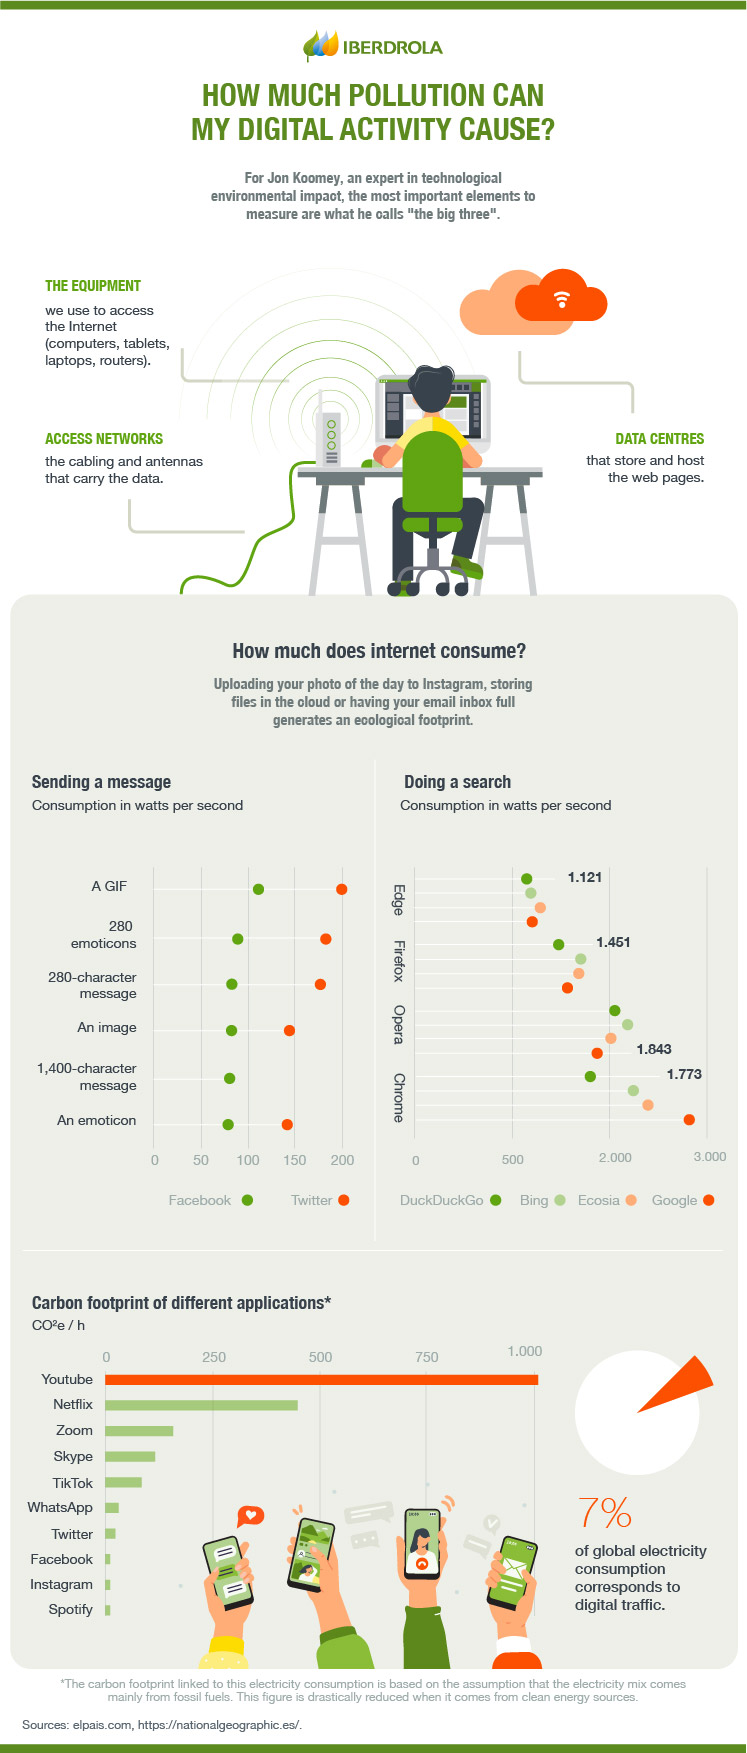 IBERDROLA
HOW MUCH POLLUTION CAN
MY DIGITAL ACTIVITY CAUSE?
For Jon Koomey, an expert in technological
environmental impact, the most important elements to
measure are what he calls "the big three".
THE EQUIPMENT
we use to access
the Internet
(computers, tablets,
laptops, routers).
ACCESS NETWORKS
the cabling and antennas
that carry the data.
DATA CENTRES
that store and host
the web pages.
How much does internet consume?
Uploading your photo of the day to Instagram, storing
files in the cloud or having your email inbox full
generates an ecological footprint.
Sending a message
Consumption in watts per second
A GIF
280
emoticons
280-character
message
An image
1,400-character
message
An emoticon
0 50 100 150 200
Facebook Twitter
Doing a search
Consumption in watts per second
Edge
1.121
Firefox
1.451
Opera
1.843
Chrome
1.773
0 500 2.000 3.000
DuckDuckGo Bing Ecosia Google
Carbon footprint of different applications*
CO²e / h
0 250 500 750 1.000
Youtube
Netflix
Zoom
Skype
TikTok
WhatsApp
Twitter
Facebook
Instagram
Spotify
7%
of global electricity
consumption
corresponds to
digital traffic.
*The carbon footprint linked to this electricity consumption is based on the assumption that the electricity mix comes
mainly from fossil fuels. This figure is drastically reduced when it comes from clean energy sources.
Sources: elpais.com, https://nationalgeographic.es/.